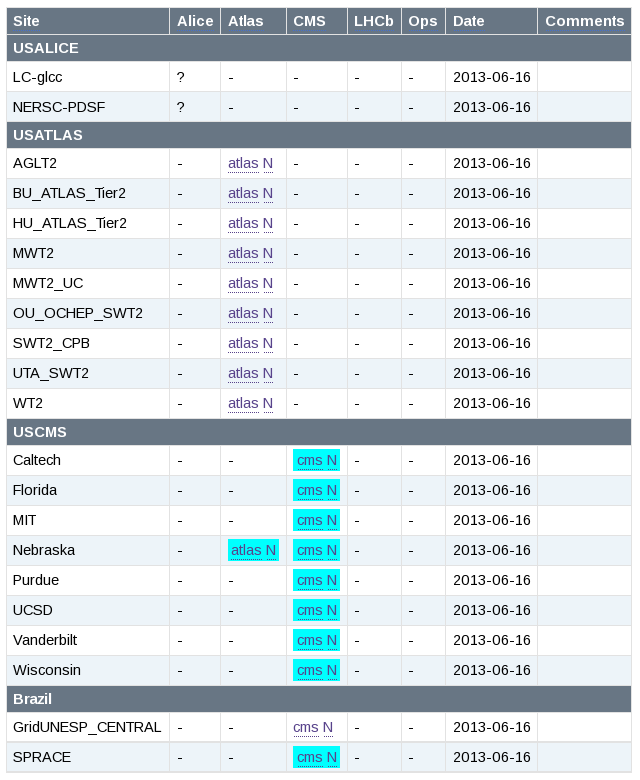 Site Alice Atlas CMS LHCb Ops Date Comments
USALICE
LC-glcc ? - - - - 2013-06-16
NERSC-PDSF ? - - - - 2013-06-16
USATLAS
AGLT2 - atlas N - - - 2013-06-16
BU_ATLAS_Tier2 - atlas N - - - 2013-06-16
HU_ATLAS_Tier2 - atlas N - - - 2013-06-16
MWT2 - atlas N - - - 2013-06-16
MWT2_UC - atlas N - - - 2013-06-16
OU_OCHEP_SWT2 - atlas N - - - 2013-06-16
SWT2_CPB - atlas N - - - 2013-06-16
UTA_SWT2 - atlas N - - - 2013-06-16
WT2 - atlas N - - - 2013-06-16
USCMS
Caltech - - cms N - - 2013-06-16
Florida - - cms N - - 2013-06-16
MIT - - cms N - - 2013-06-16
Nebraska - atlas N cms N - - 2013-06-16
Purdue - - cms N - - 2013-06-16
UCSD - - cms N - - 2013-06-16
Vanderbilt - - cms N - - 2013-06-16
Wisconsin - - cms N - - 2013-06-16
Brazil
GridUNESP_CENTRAL - - cms N - - 2013-06-16
SPRACE - - cms N - - 2013-06-16